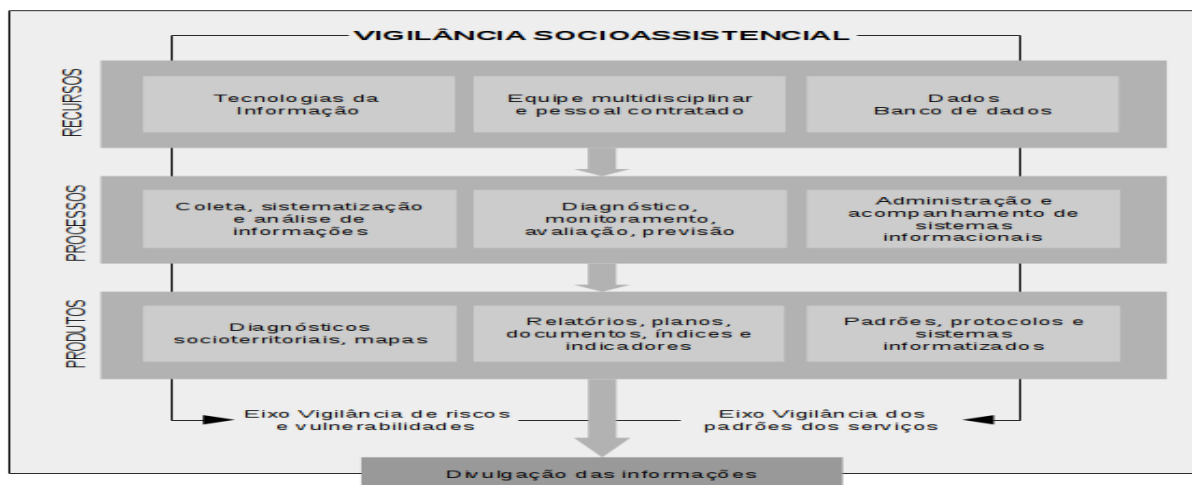 VIGILÂNCIA SOCIOASSISTENCIAL
RECURSOS
Tecnologias da
Informação
Equipe multidisciplinar
e pessoal contratado
Dados
Banco de dados
PROCESSOS
Coleta, sistematização
e análise de
informações
Diagnóstico,
monitoramento,
avaliação, previsão
Administração e
acompanhamento de
sistemas
informacionais
PRODUTOS
Diagnósticos
socioterritoriais, mapas
Relatórios, planos,
documentos, índices e
indicadores
Padrões, protocolos e
sistemas
informatizados
Eixo Vigilância de riscos
e vulnerabilidades
Eixo Vigilância dos
padrões dos serviços
Divulgação das informações